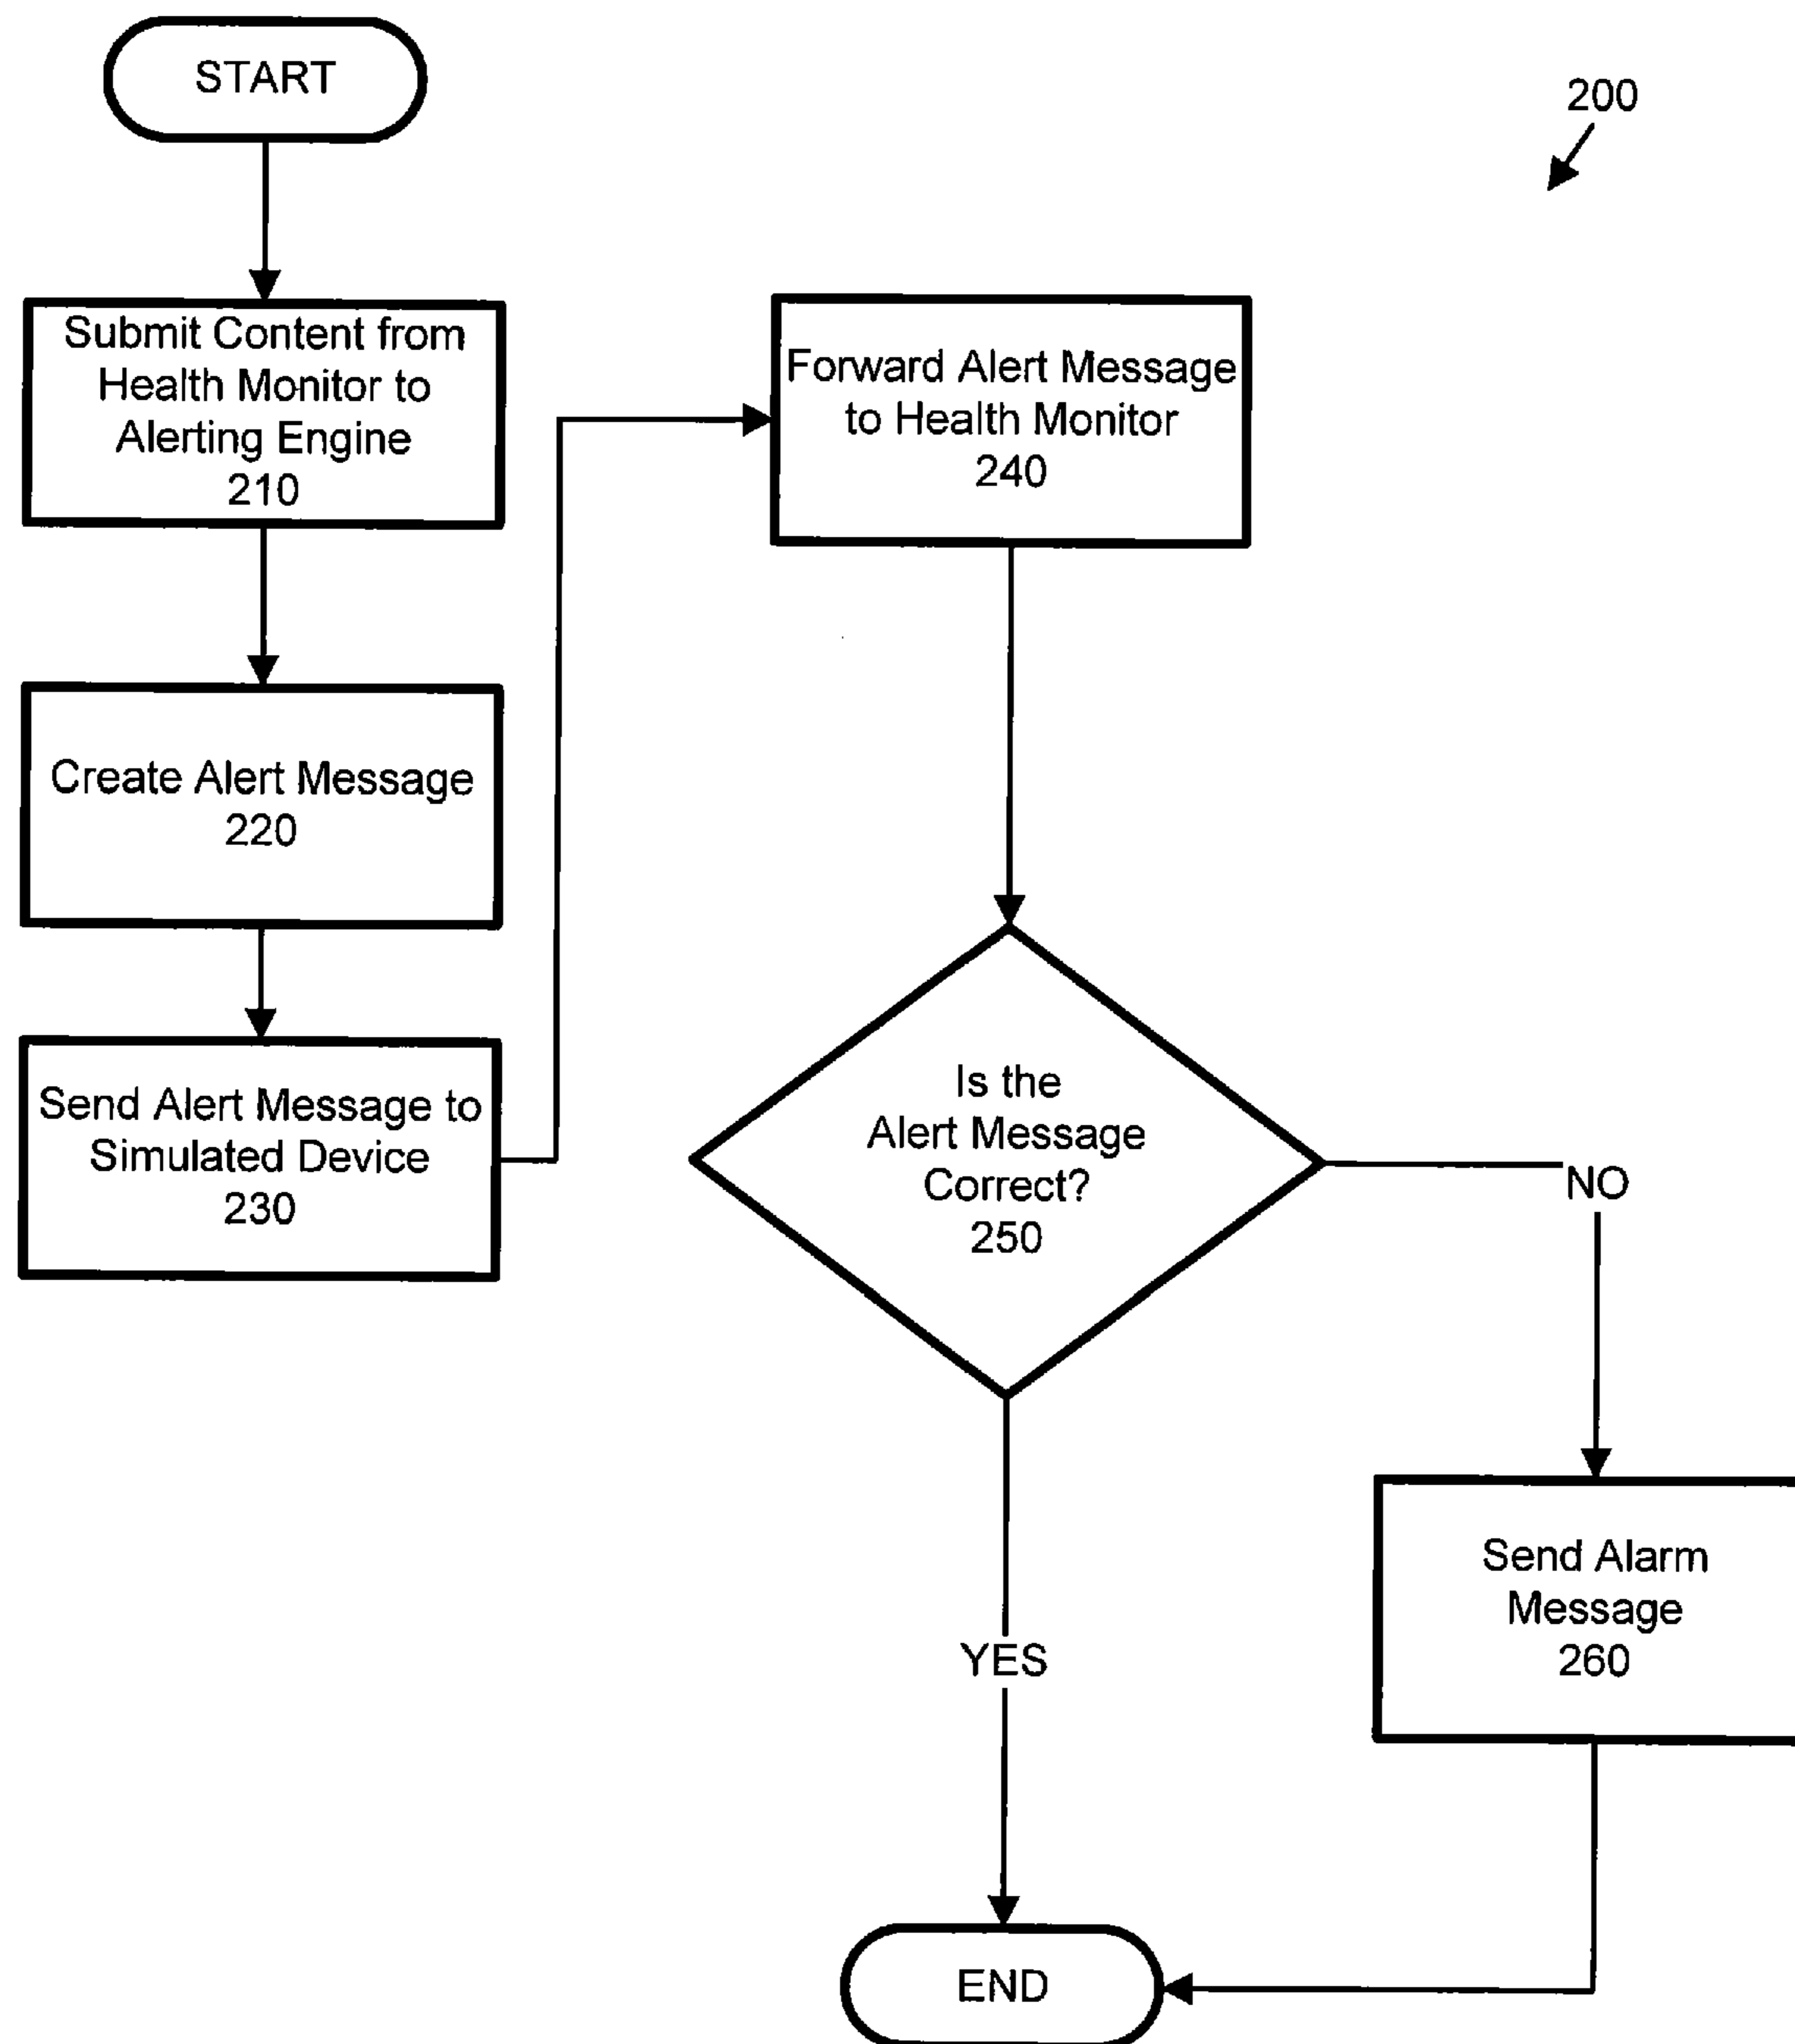 START
200
Submit Content from
Health Monitor to
Alerting Engine
210
Create Alert Message
220
Send Alert Message to
Simulated Device
230
Forward Alert Message
to Health Monitor
240
Is the
Alert Message
Correct?
250
NO
YES
Send Alarm
Message
260
END